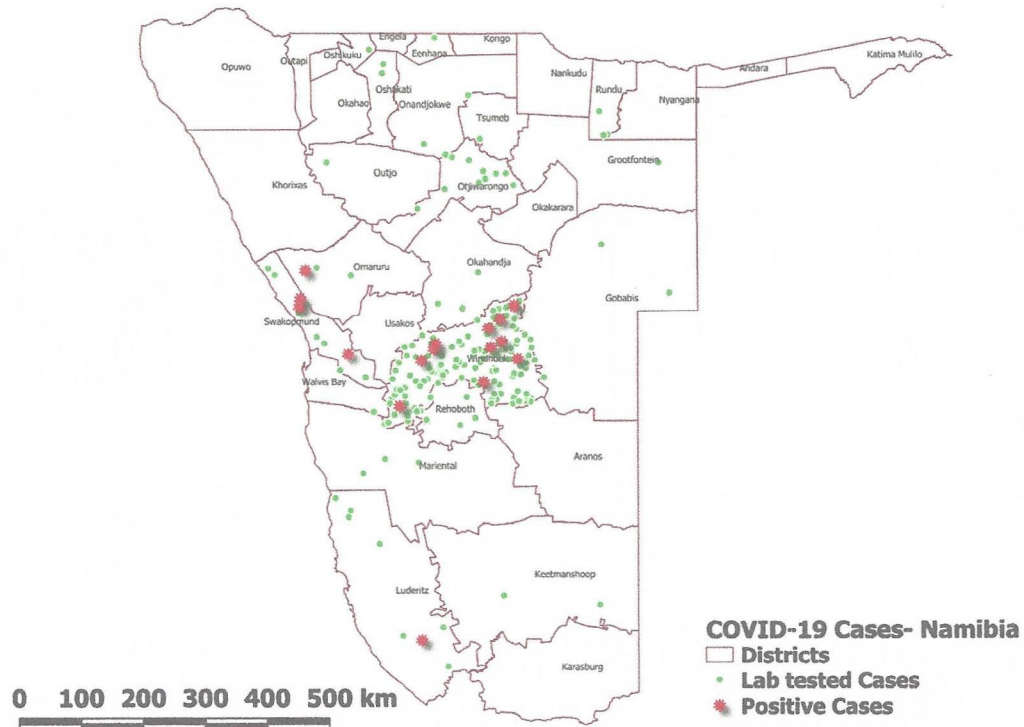 Engela
Kongo
Oshikuku
Eenhana
Katima Mulilo
Outapi
Opuwo
Andara
Nankudu
Oshakati
Rundu
Nyangana
Okahao
Onandjokwe
Tsumeb
Grootfontein
Outjo
Khorixas
Otjiwarongo
Okakarara
Omaruru
Okahandja
Gobabis
Swakopmund
Usakos
Windhoek
Walvis Bay
Rehoboth
Aranos
Mariental
Keetmanshoop
Luderitz
COVID-19 Cases- Namibia
Districts
Karasburg
Lab tested Cases
0 100 200 300 400 500 km
Positive Cases